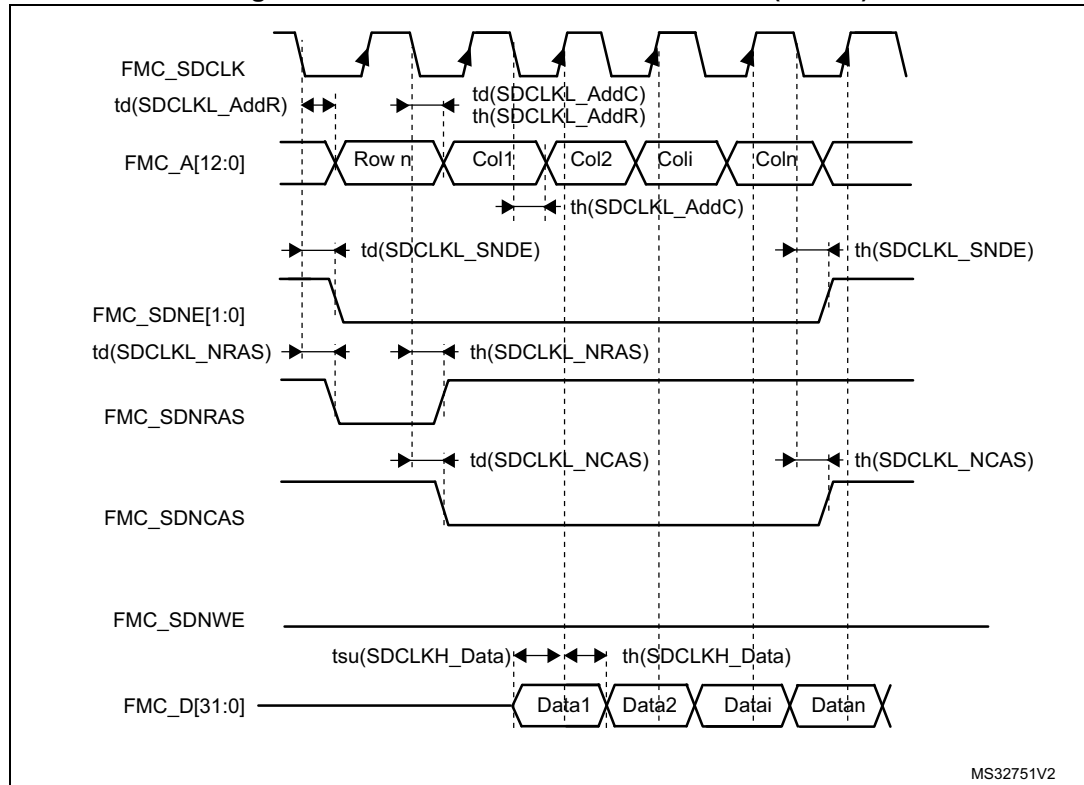 FMC_SDCLK
td(SDCLKL_AddR)
td(SDCLKL_AddC)
th(SDCLKL_AddR)
FMC_A[12:0]
Row n
Col1
Col2
Coli
Coln
th(SDCLKL_AddC)
td(SDCLKL_SNDE)
th(SDCLKL_SNDE)
FMC_SDNE[1:0]
td(SDCLKL_NRAS)
th(SDCLKL_NRAS)
FMC_SDNRAS
td(SDCLKL_NCAS)
th(SDCLKL_NCAS)
FMC_SDNCAS
FMC_SDNWE
tsu(SDCLKH_Data)
th(SDCLKH_Data)
FMC_D[31:0]
Data1
Data2
Datai
Datan
MS32751V2